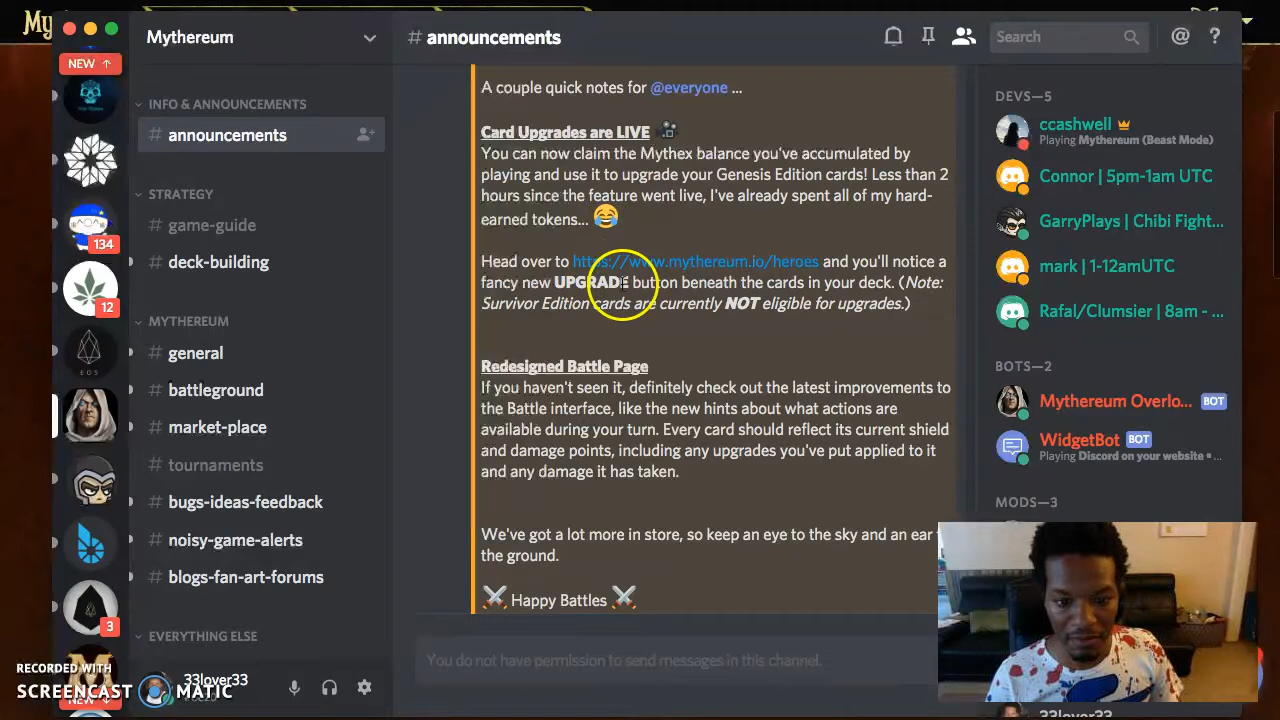 My
Mythereum
# announcements
Search
@ ?
NEW ↑
INFO & ANNOUNCEMENTS
# announcements
STRATEGY
# game-guide
# deck-building
MYTHEREUM
# general
# battleground
# market-place
# tournaments
# bugs-ideas-feedback
# noisy-game-alerts
# blogs-fan-art-forums
EVERYTHING ELSE
134
12
EOS
3
NEW
33lover33
RECORDED WITH
SCREENCAST MATIC
A couple quick notes for @everyone ...
Card Upgrades are LIVE
You can now claim the Mythex balance you've accumulated by
playing and use it to upgrade your Genesis Edition cards! Less than 2
hours since the feature went live, I've already spent all of my hard-
earned tokens...
Head over to https://www.mythereum.io/heroes and you'll notice a
fancy new UPGRADE button beneath the cards in your deck. (Note:
Survivor Edition cards are currently NOT eligible for upgrades.)
Redesigned Battle Page
If you haven't seen it, definitely check out the latest improvements to
the Battle interface, like the new hints about what actions are
available during your turn. Every card should reflect its current shield
and damage points, including any upgrades you've put applied to it
and any damage it has taken.
We've got a lot more in store, so keep an eye to the sky and an ear
the ground.
Happy Battles
You do not have permission to send messages in this channel.
DEVS—5
ccashwell
Playing Mythereum (Beast Mode)
Connor | 5pm-1am UTC
GarryPlays | Chibi Fight...
mark | 1-12amUTC
Rafal/Clumsier | 8am - ...
BOTS—2
Mythereum Overlo... BOT
WidgetBot BOT
Playing Discord on your website • ...
MODS—3
33lover33